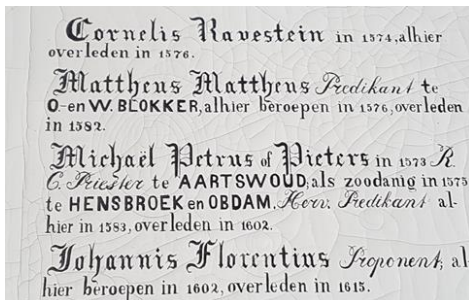 Cornelis Ravestein in 1574, alhier
overleden in 1576.
Mattheus Mattheus Predikant te
O.-en W. BLOKKER, alhier beroepen in 1576, overleden
in 1582.
Michaël Petrus of Pieters in 1573 R.
C. Priester te AARTSWOUD, als zoodanig in 1575
te HENSBROEK en OBDAM, Herv. Predikant al-
hier in 1583, overleden in 1602.
Johannis Florentius Proponent, al-
hier beroepen in 1602, overleden in 1615.